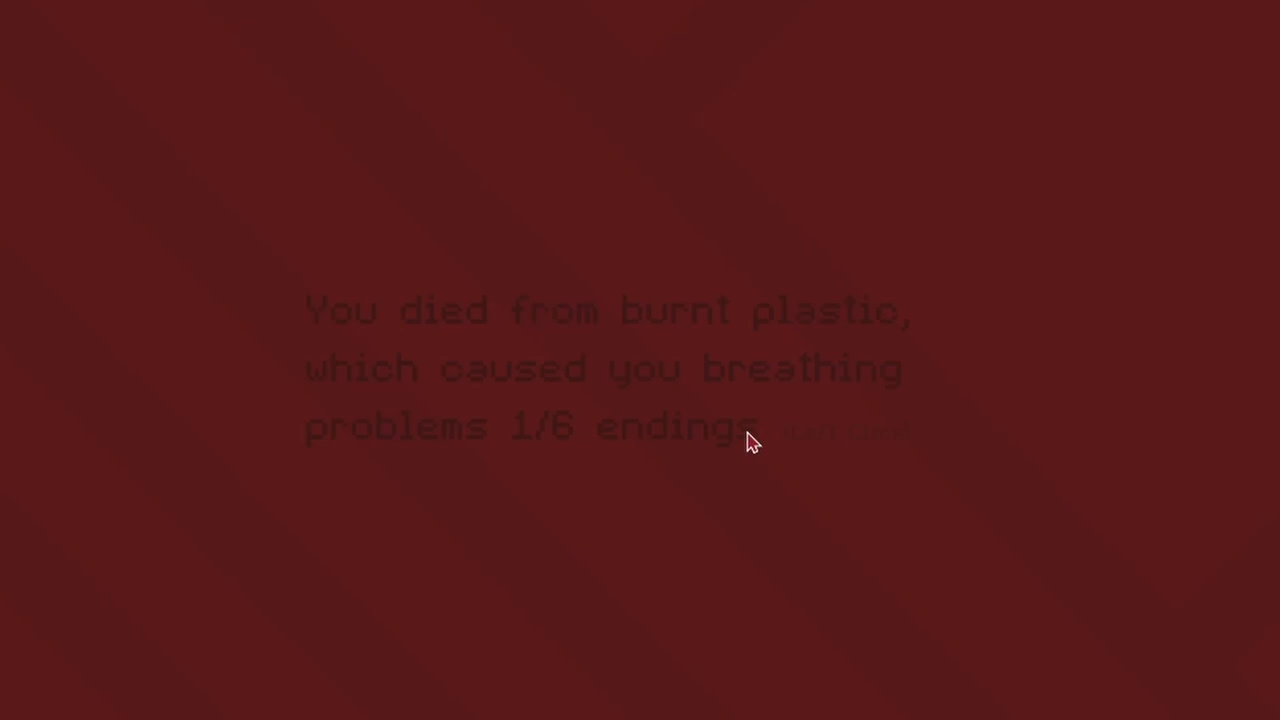 You died from burnt plastic,
which caused you breathing
problems 1/6 endings